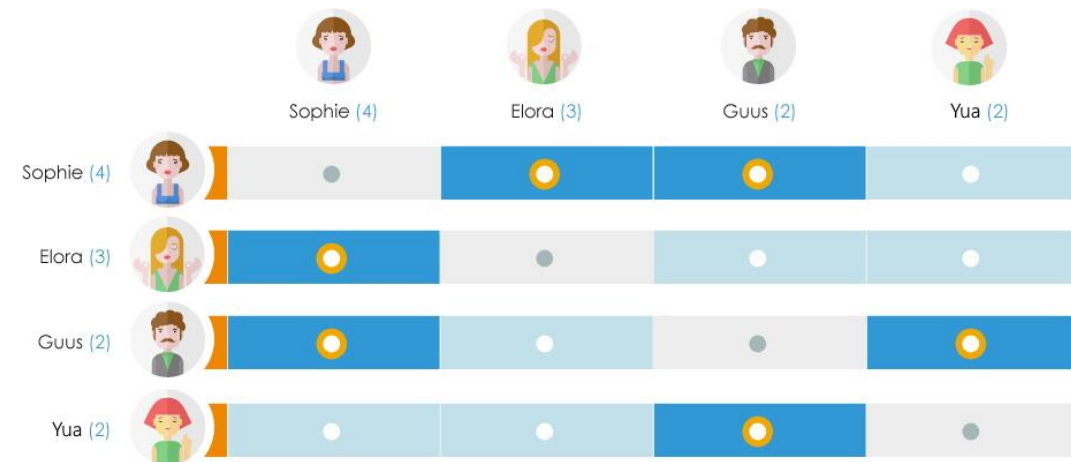 Sophie (4) Elora (3) Guus (2) Yua (2)
Sophie (4)
Elora (3)
Guus (2)
Yua (2)